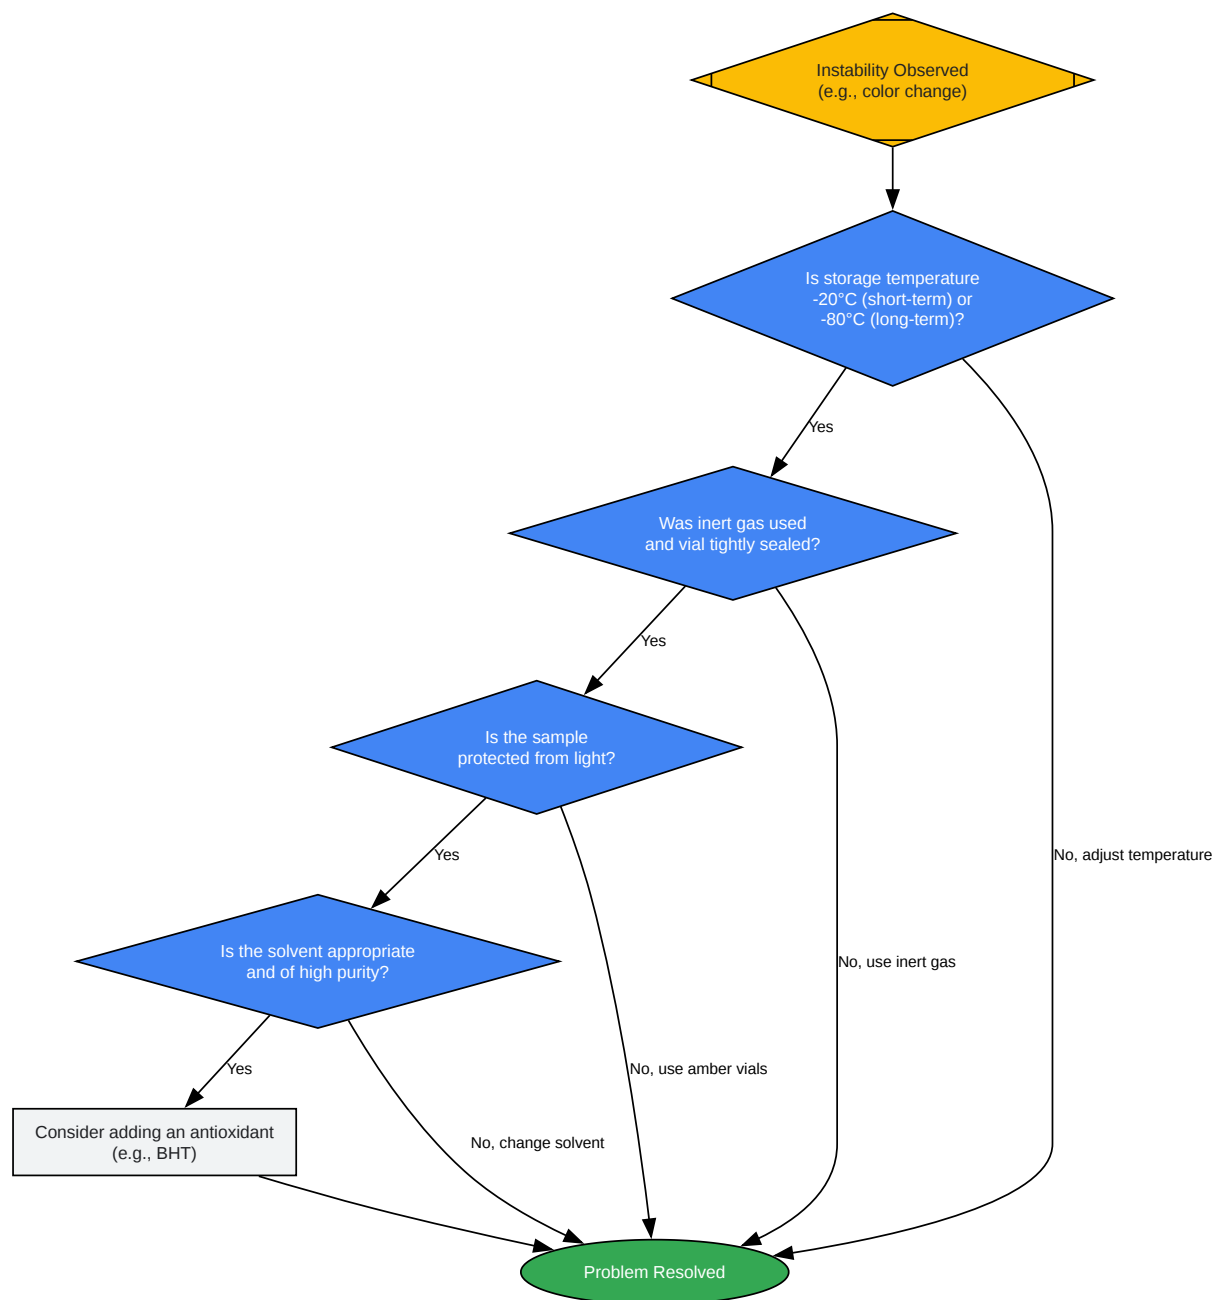 Instability Observed
(e.g., color change)
Is storage temperature
-20°C (short-term) or
-80°C (long-term)?
Yes
Was inert gas used
and vial tightly sealed?
Yes
Is the sample
protected from light?
Yes
No, adjust temperature
Is the solvent appropriate
and of high purity?
No, use inert gas
Yes
No, use amber vials
Consider adding an antioxidant
(e.g., BHT)
No, change solvent
Problem Resolved